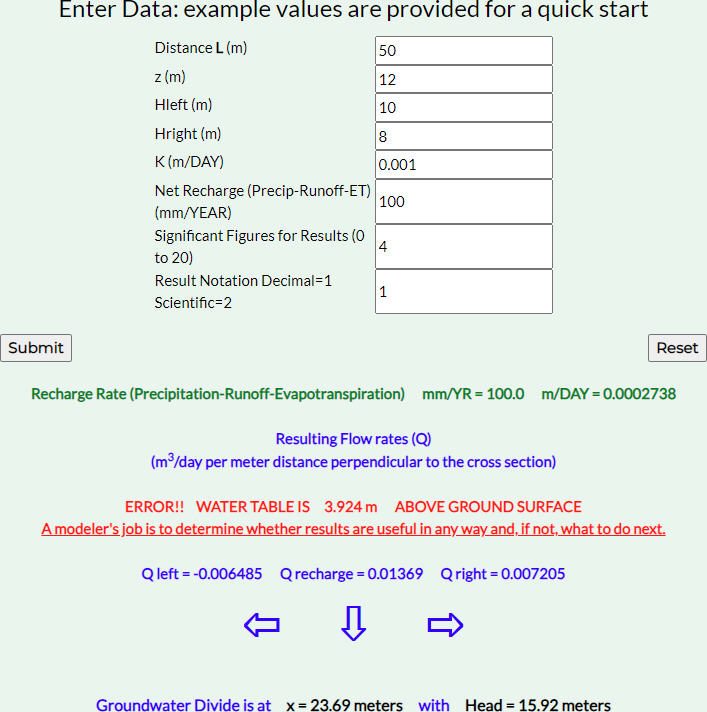 Enter Data: example values are provided for a quick start
Distance L (m) 50
z (m) 12
Hleft (m) 10
Hright (m) 8
K (m/DAY) 0.001
Net Recharge (Precip-Runoff-ET)
(mm/YEAR) 100
Significant Figures for Results (0
to 20) 4
Result Notation Decimal=1
Scientific=2 1
Submit Reset
Recharge Rate (Precipitation-Runoff-Evapotranspiration) mm/YR = 100.0 m/DAY = 0.0002738
Resulting Flow rates (Q)
(m³/day per meter distance perpendicular to the cross section)
ERROR!! WATER TABLE IS 3.924 m ABOVE GROUND SURFACE
A modeler's job is to determine whether results are useful in any way and, if not, what to do next.
Q left = -0.006485 Q recharge = 0.01369 Q right = 0.007205
Groundwater Divide is at x = 23.69 meters with Head = 15.92 meters